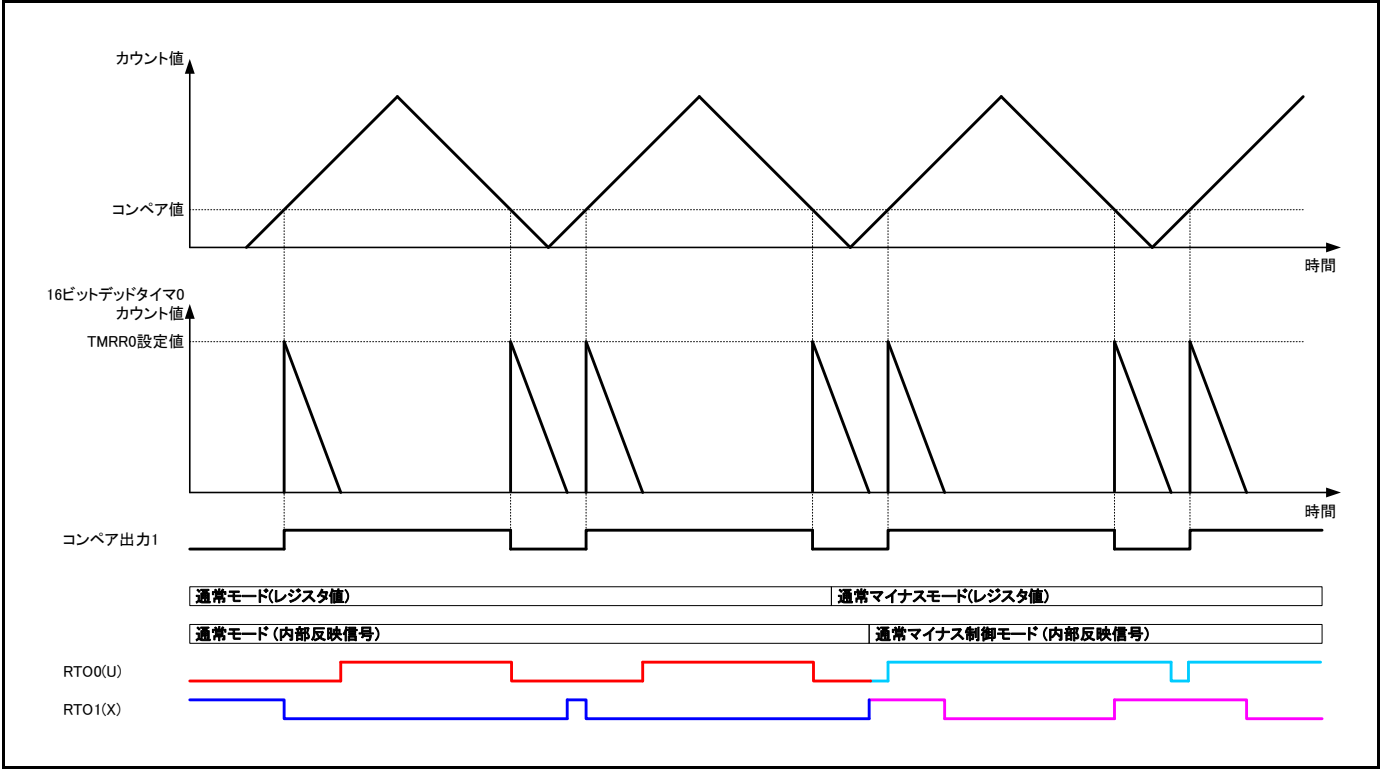 カウント値
コンペア値
時間
16ビットデッドタイマ0
カウント値
TMRR0設定値
時間
コンペア出力1
通常モード(レジスタ値)
通常マイナスモード(レジスタ値)
通常モード (内部反映信号)
通常マイナス制御モード (内部反映信号)
RTO0(U)
RTO1(X)